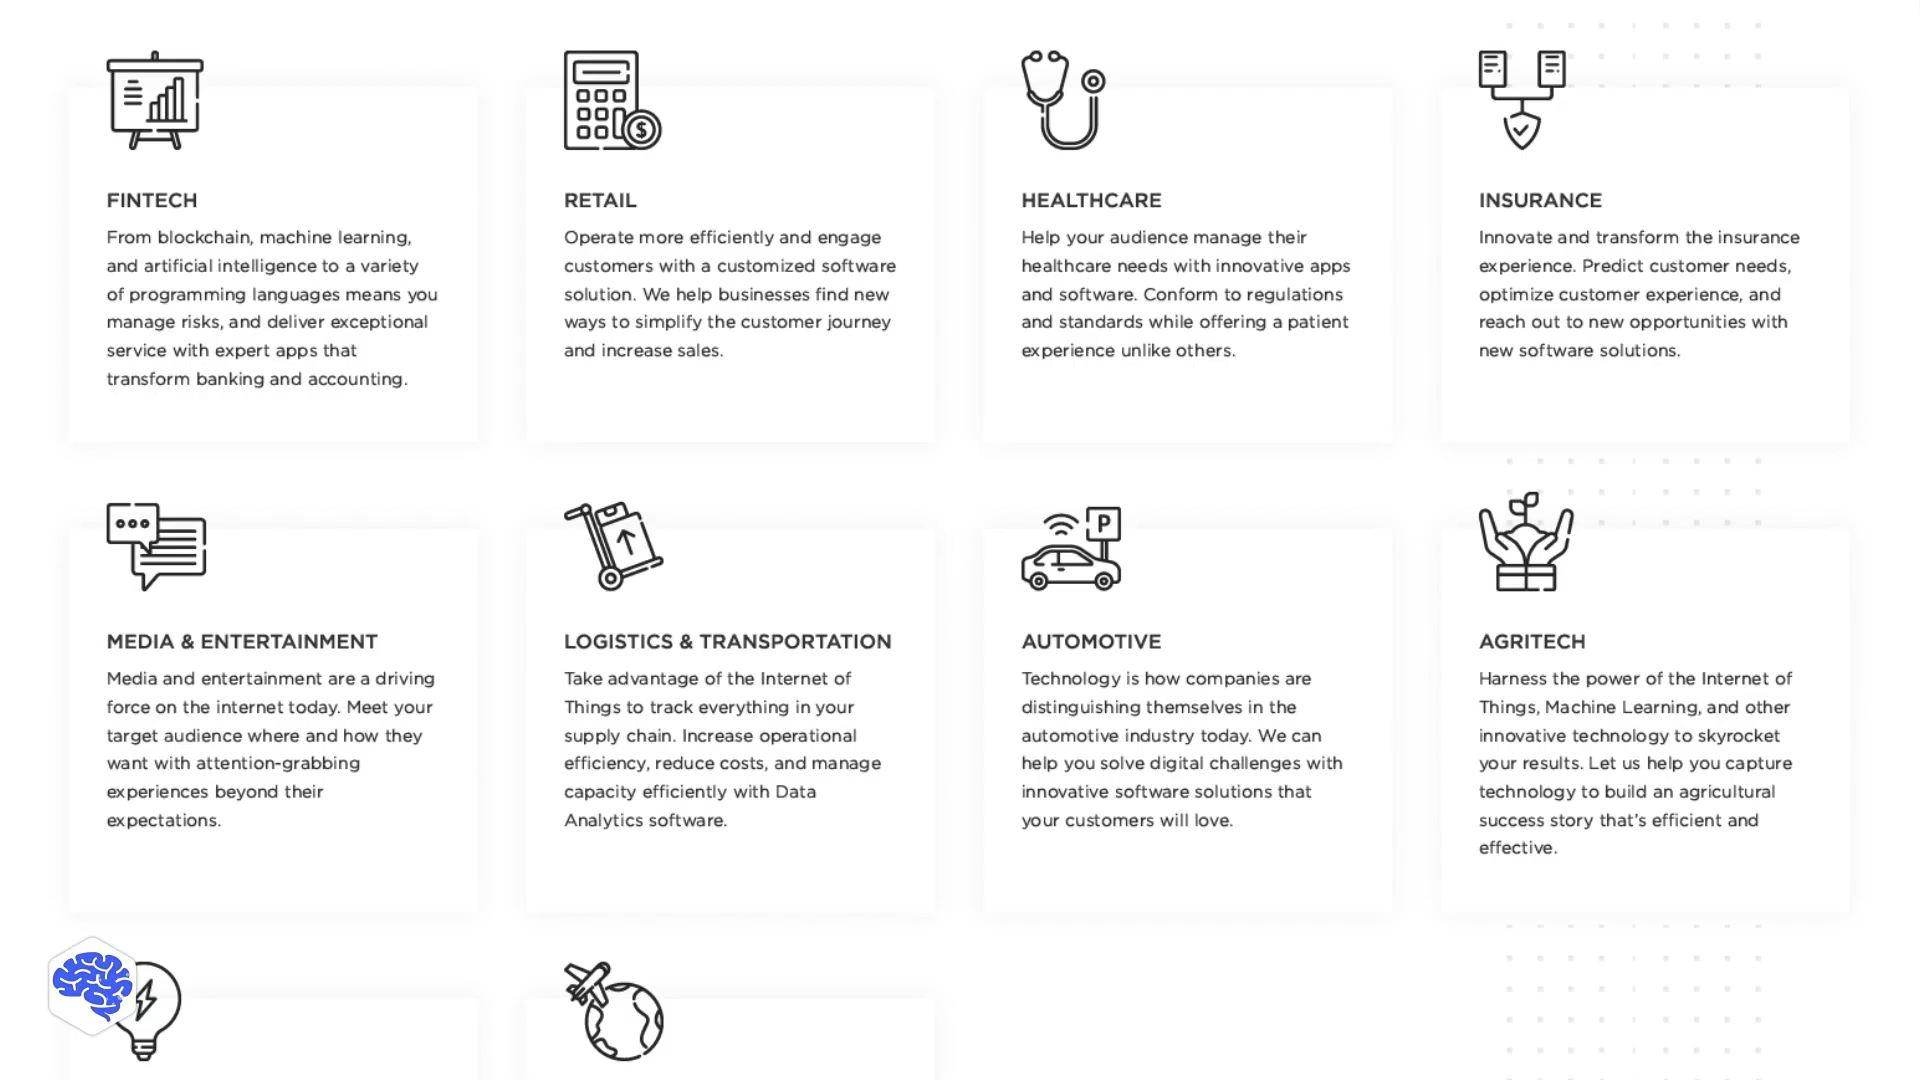 $
FINTECH
From blockchain, machine learning,
and artificial intelligence to a variety
of programming languages means you
manage risks, and deliver exceptional
service with expert apps that
transform banking and accounting.
RETAIL
Operate more efficiently and engage
customers with a customized software
solution. We help businesses find new
ways to simplify the customer journey
and increase sales.
HEALTHCARE
Help your audience manage their
healthcare needs with innovative apps
and software. Conform to regulations
and standards while offering a patient
experience unlike others.
INSURANCE
Innovate and transform the insurance
experience. Predict customer needs,
optimize customer experience, and
reach out to new opportunities with
new software solutions.
P
MEDIA & ENTERTAINMENT
Media and entertainment are a driving
force on the internet today. Meet your
target audience where and how they
want with attention-grabbing
experiences beyond their
expectations.
LOGISTICS & TRANSPORTATION
Take advantage of the Internet of
Things to track everything in your
supply chain. Increase operational
efficiency, reduce costs, and manage
capacity efficiently with Data
Analytics software.
AUTOMOTIVE
Technology is how companies are
distinguishing themselves in the
automotive industry today. We can
help you solve digital challenges with
innovative software solutions that
your customers will love.
AGRITECH
Harness the power of the Internet of
Things, Machine Learning, and other
innovative technology to skyrocket
your results. Let us help you capture
technology to build an agricultural
success story that’s efficient and
effective.